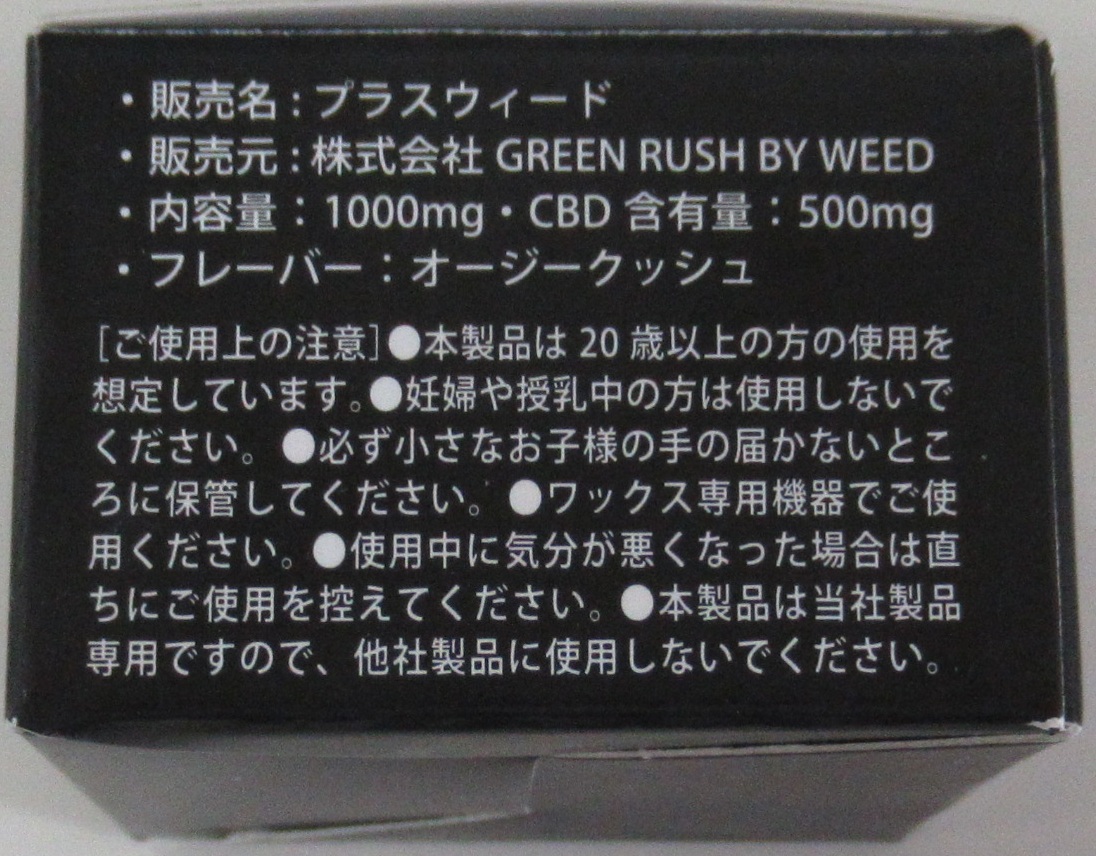 ・販売名：プラスウィード
・販売元：株式会社 GREEN RUSH BY WEED
・内容量：1000mg・CBD 含有量：500mg
・フレーバー：オージークッシュ
［ご使用上の注意］●本製品は 20 歳以上の方の使用を
想定しています。●妊婦や授乳中の方は使用しないで
ください。●必ず小さなお子様の手の届かないとこ
ろに保管してください。●ワックス専用機器でご使
用ください。●使用中に気分が悪くなった場合は直
ちにご使用を控えてください。●本製品は当社製品
専用ですので、他社製品に使用しないでください。